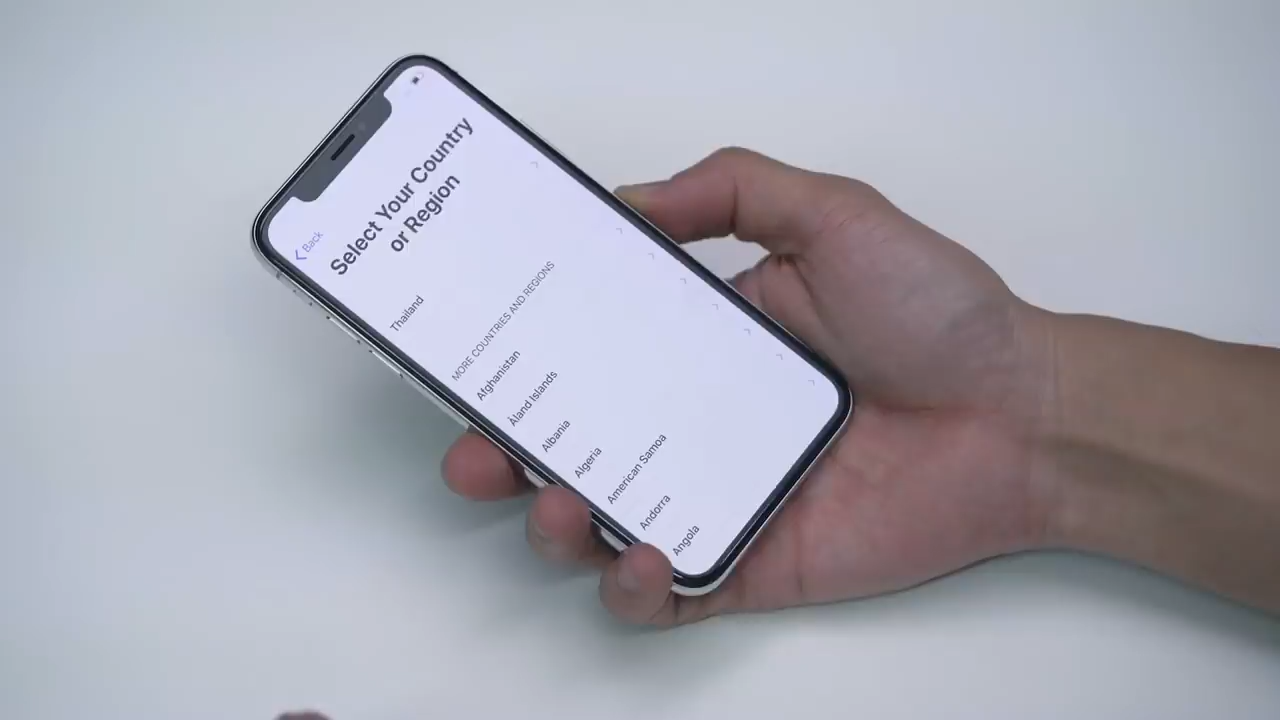 Back
Select Your Country
or Region
Thailand
MORE COUNTRIES AND REGIONS
Afghanistan
Åland Islands
Albania
Algeria
American Samoa
Andorra
Angola